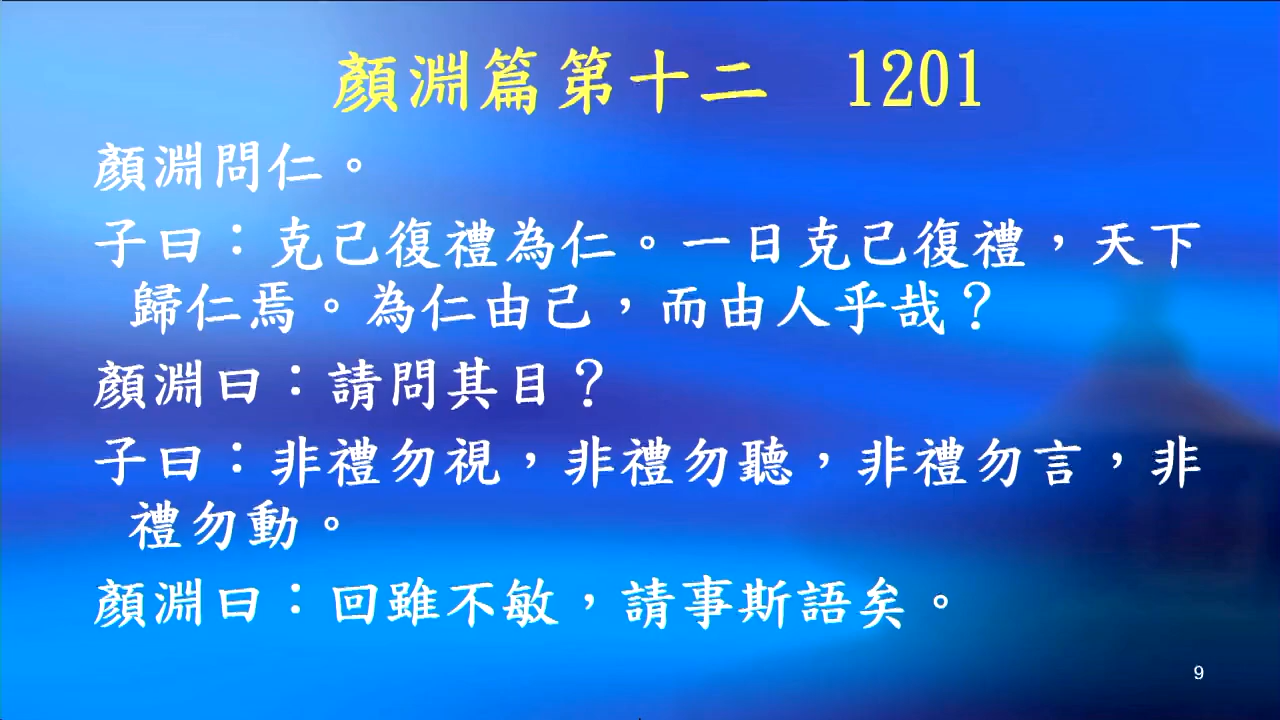 顏淵篇第十二　1201
顏淵問仁。
子曰：克己復禮為仁。一日克己復禮，天下
歸仁焉。為仁由己，而由人乎哉？
顏淵曰：請問其目？
子曰：非禮勿視，非禮勿聽，非禮勿言，非
禮勿動。
顏淵曰：回雖不敏，請事斯語矣。
9